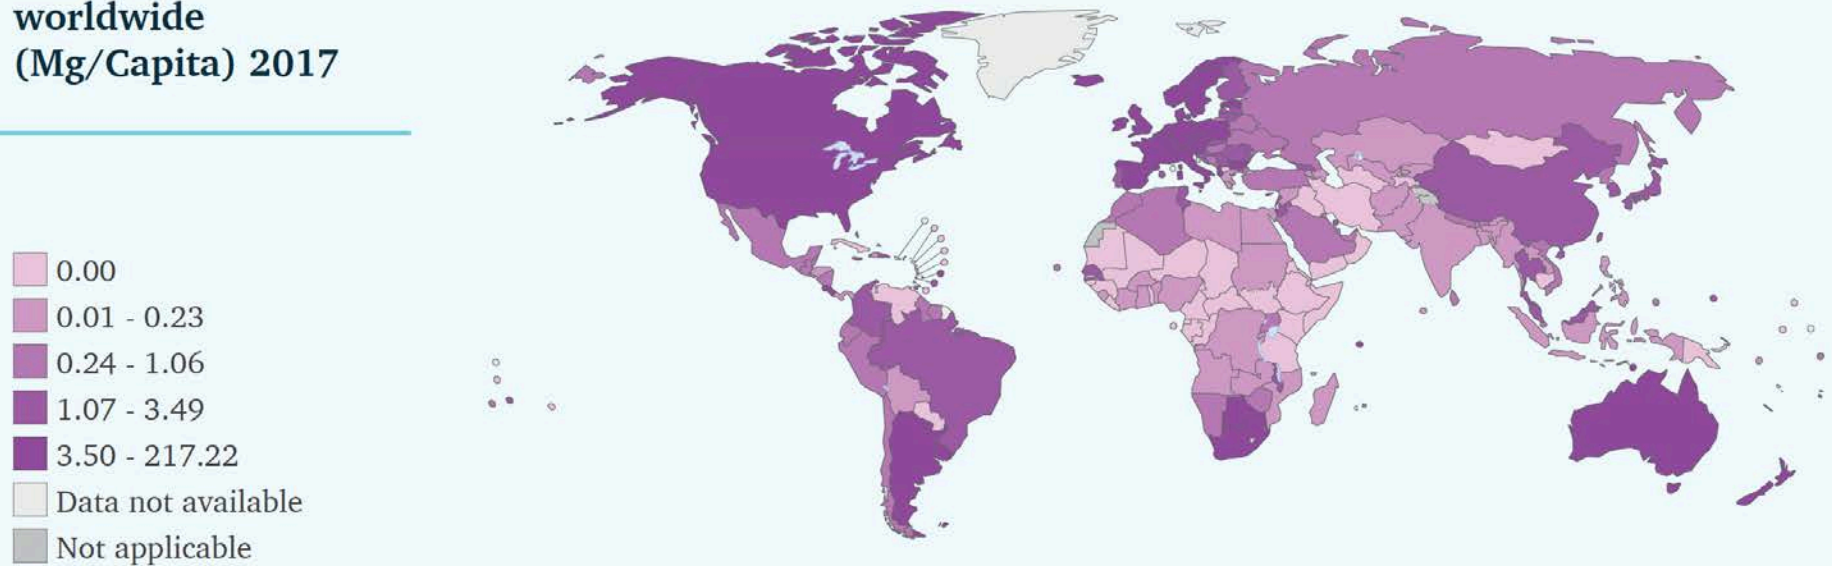 worldwide
(Mg/Capita) 2017
0.00
0.01 - 0.23
0.24 - 1.06
1.07 - 3.49
3.50 - 217.22
Data not available
Not applicable